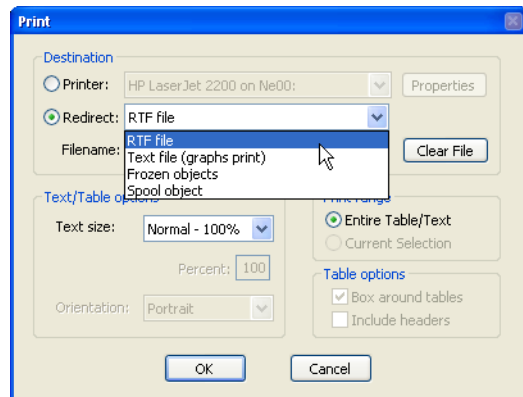 Print
Destination
Printer: HP LaserJet 2200 on Ne00: Properties
Redirect: RTF file
RTF file
Filename: Text file (graphs print) Clear File
Frozen objects
Spool object
Text/Table options Print range
Text size: Normal - 100% Entire Table/Text
Current Selection
Percent: 100
Table options
Orientation: Portrait Box around tables
Include headers
OK Cancel